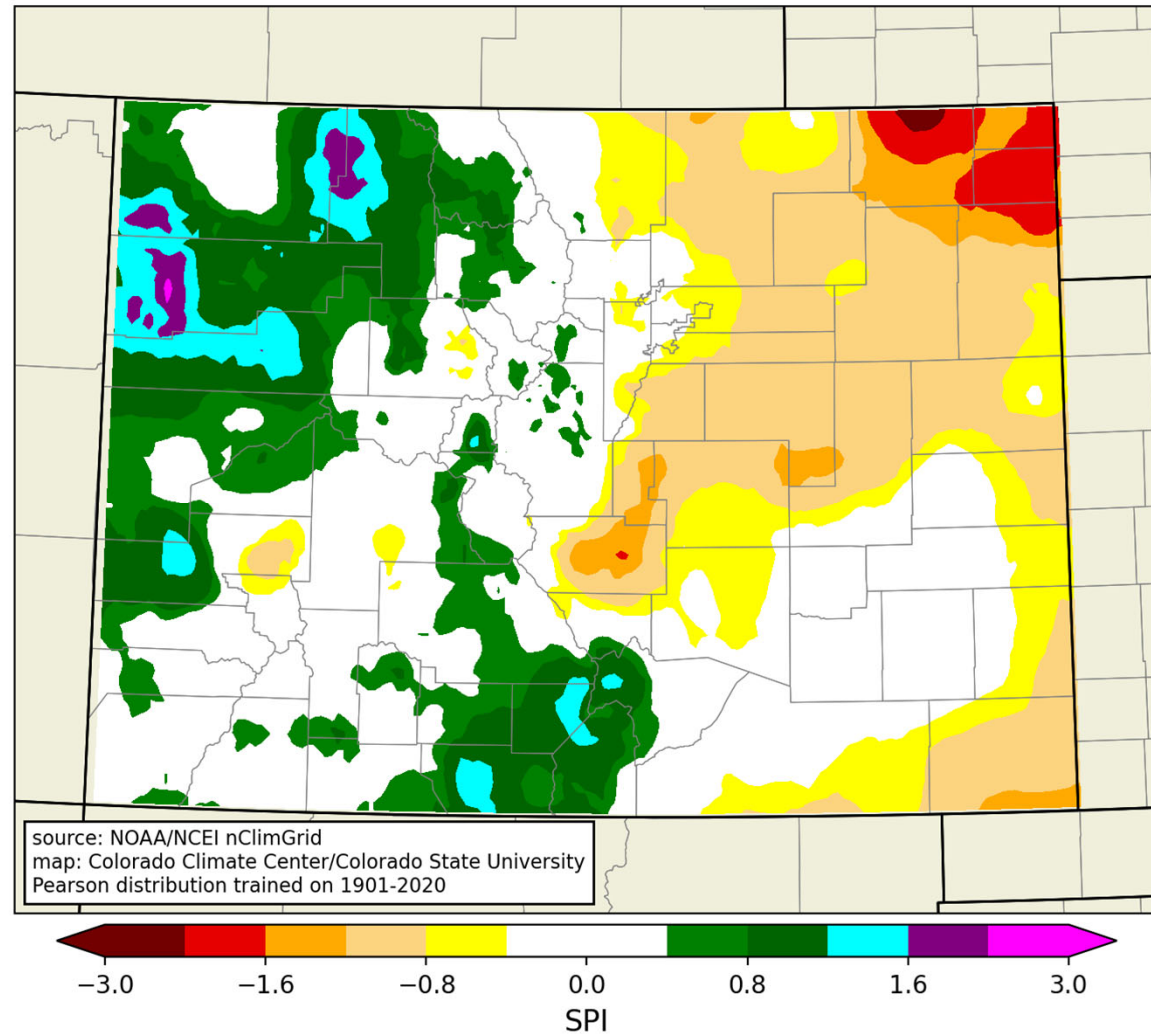 source: NOAA/NCEI nClimGrid
map: Colorado Climate Center/Colorado State University
Pearson distribution trained on 1901-2020
−3.0 −1.6 −0.8 0.0 0.8 1.6 3.0
SPI